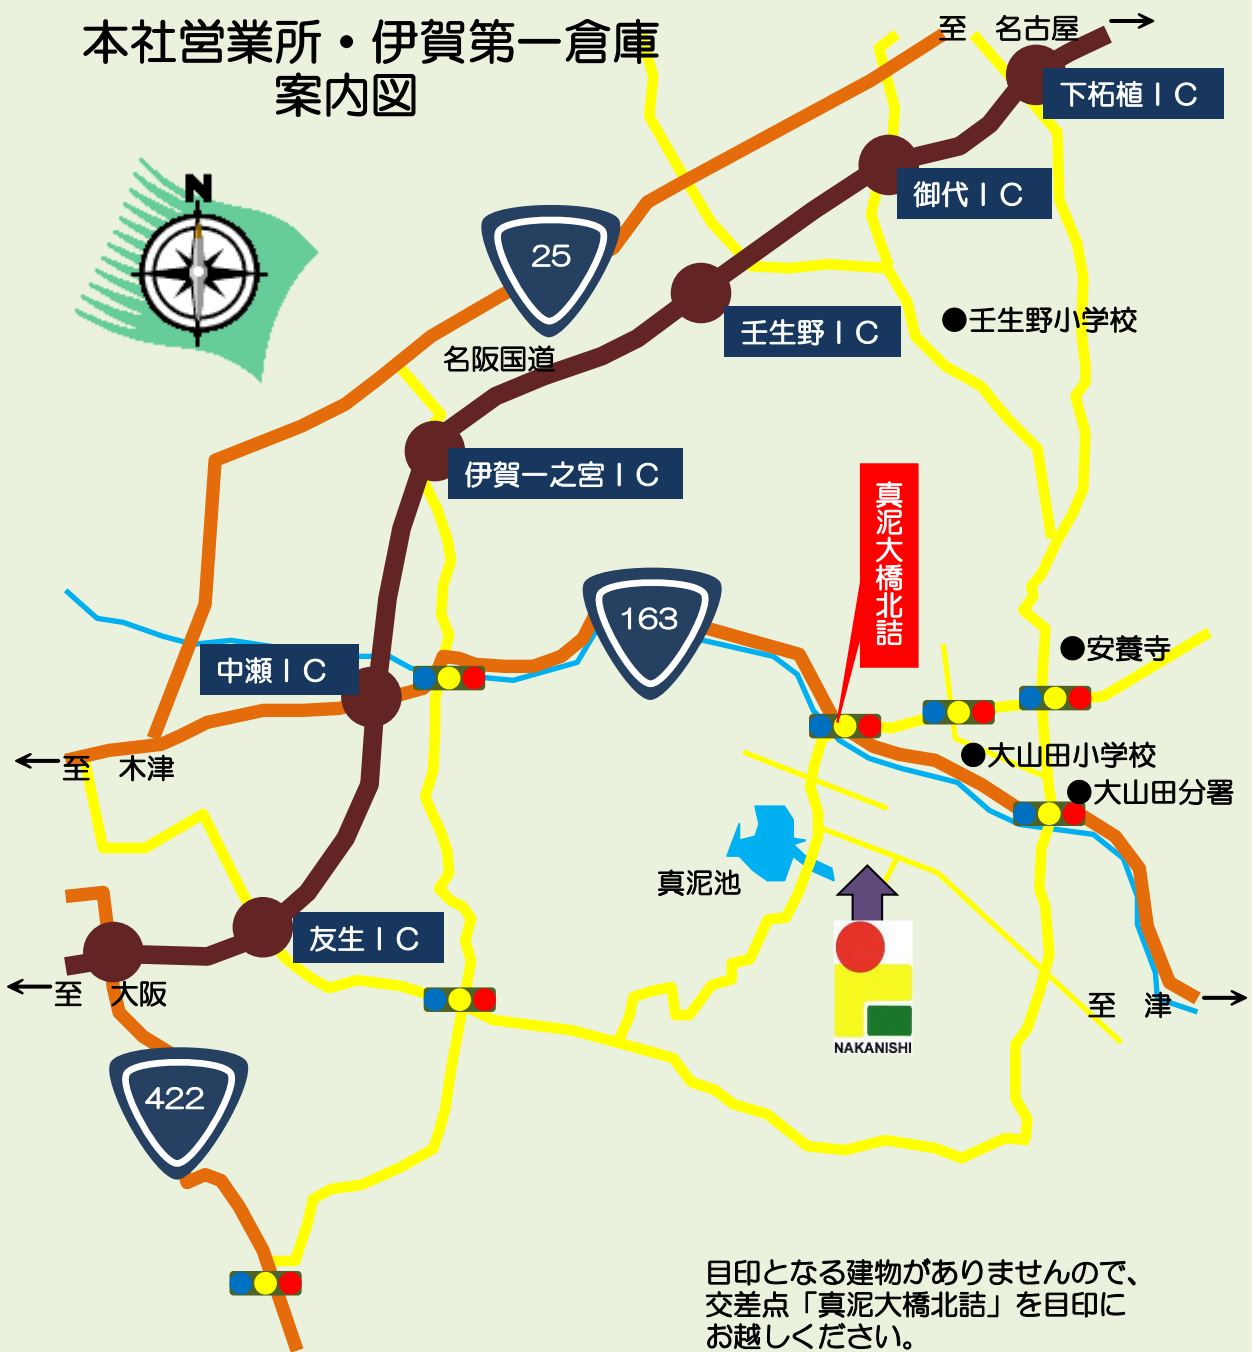 本社営業所・伊賀第一倉庫
案内図
至　名古屋
下柘植ＩＣ
御代ＩＣ
N
25
壬生野ＩＣ
●壬生野小学校
名阪国道
伊賀一之宮ＩＣ
真泥大橋北詰
163
中瀬ＩＣ
●安養寺
至　木津
●大山田小学校
●大山田分署
真泥池
友生ＩＣ
至　大阪
至　津
NAKANISHI
422
目印となる建物がありませんので、
交差点「真泥大橋北詰」を目印に
お越しください。